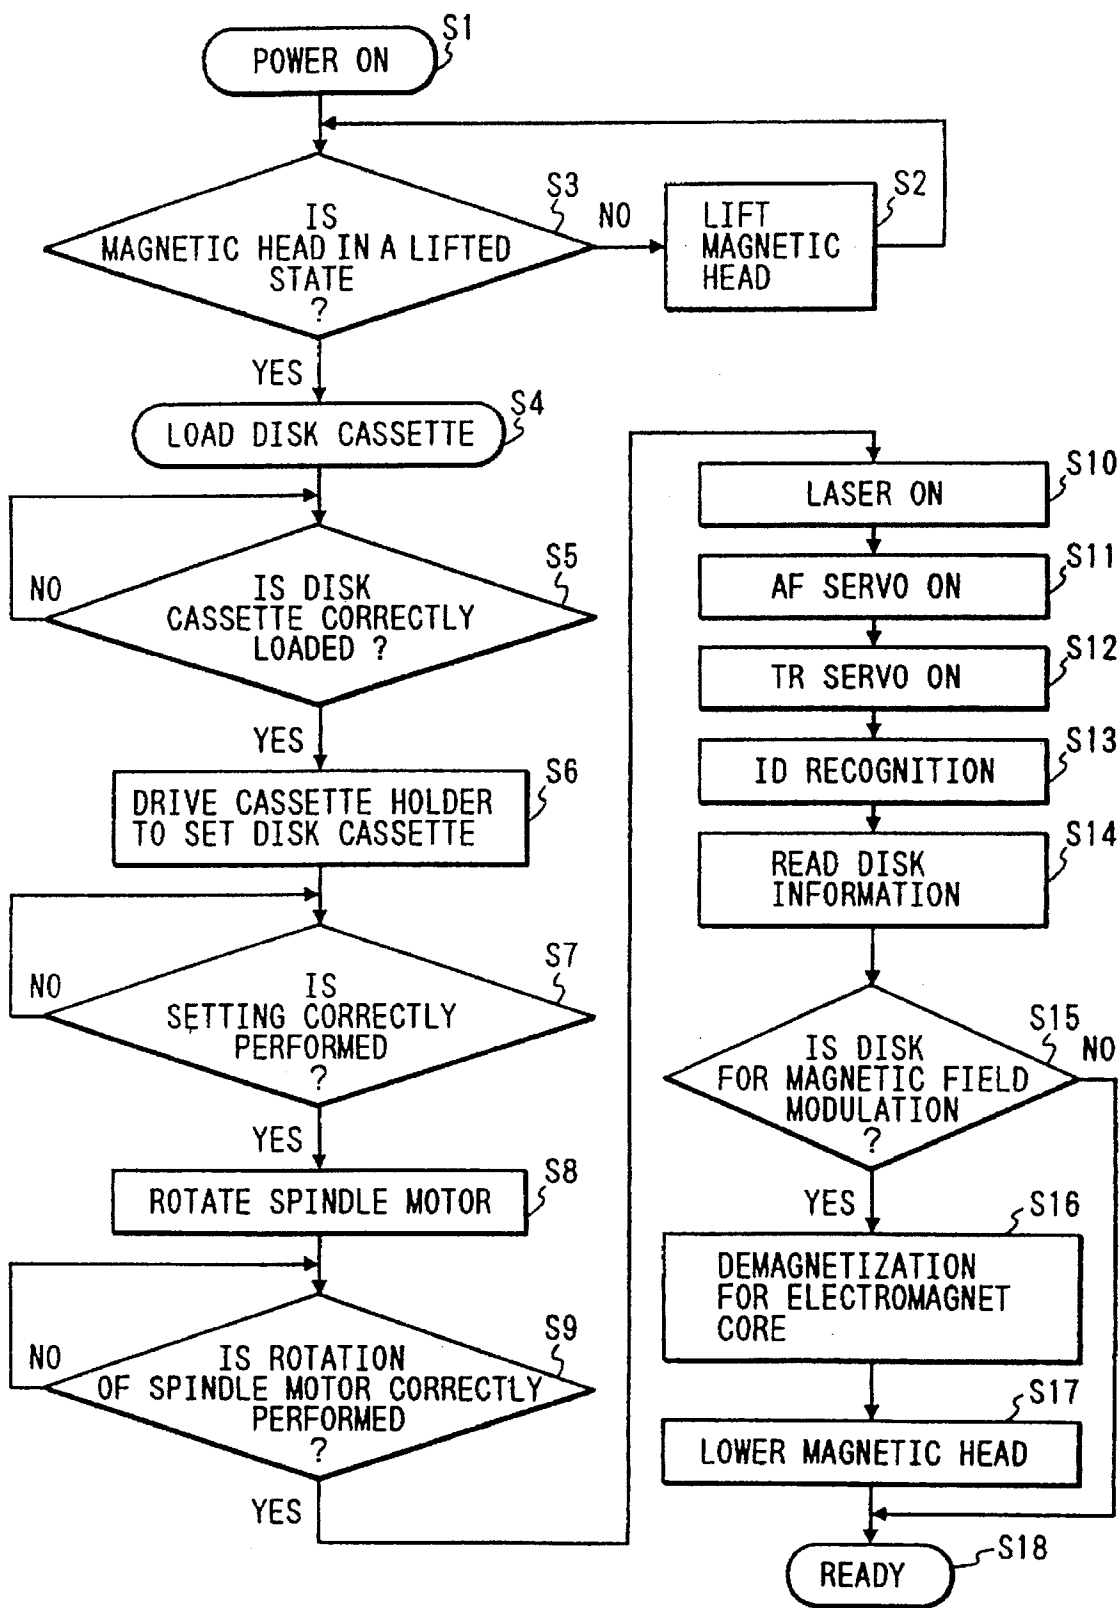 S1
POWER ON
S3
IS
MAGNETIC HEAD IN A LIFTED
STATE
?
NO
S2
LIFT
MAGNETIC
HEAD
YES
S4
LOAD DISK CASSETTE
S5
NO
IS DISK
CASSETTE CORRECTLY
LOADED ?
YES
S6
DRIVE CASSETTE HOLDER
TO SET DISK CASSETTE
S7
NO
IS
SETTING CORRECTLY
PERFORMED
?
YES
S8
ROTATE SPINDLE MOTOR
S9
NO
IS ROTATION
OF SPINDLE MOTOR CORRECTLY
PERFORMED
?
YES
S10
LASER ON
S11
AF SERVO ON
S12
TR SERVO ON
S13
ID RECOGNITION
S14
READ DISK
INFORMATION
S15
NO
IS DISK
FOR MAGNETIC FIELD
MODULATION
?
YES
S16
DEMAGNETIZATION
FOR ELECTROMAGNET
CORE
S17
LOWER MAGNETIC HEAD
S18
READY